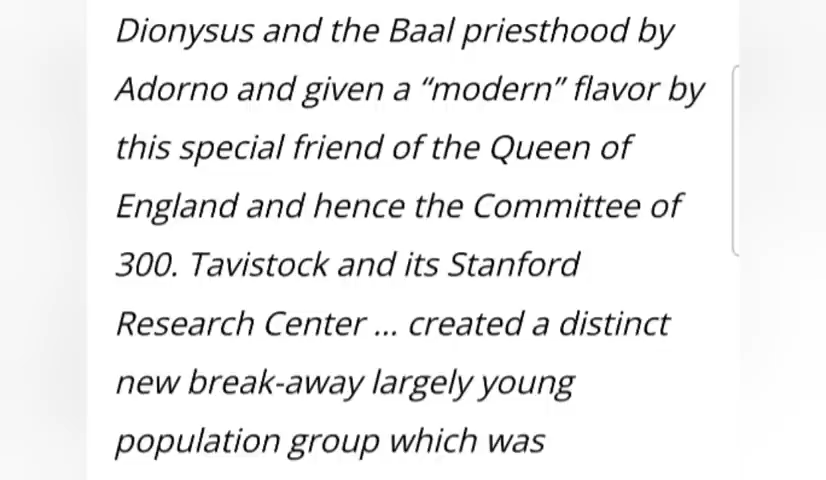 Dionysus and the Baal priesthood by
Adorno and given a “modern” flavor by
this special friend of the Queen of
England and hence the Committee of
300. Tavistock and its Stanford
Research Center ... created a distinct
new break-away largely young
population group which was